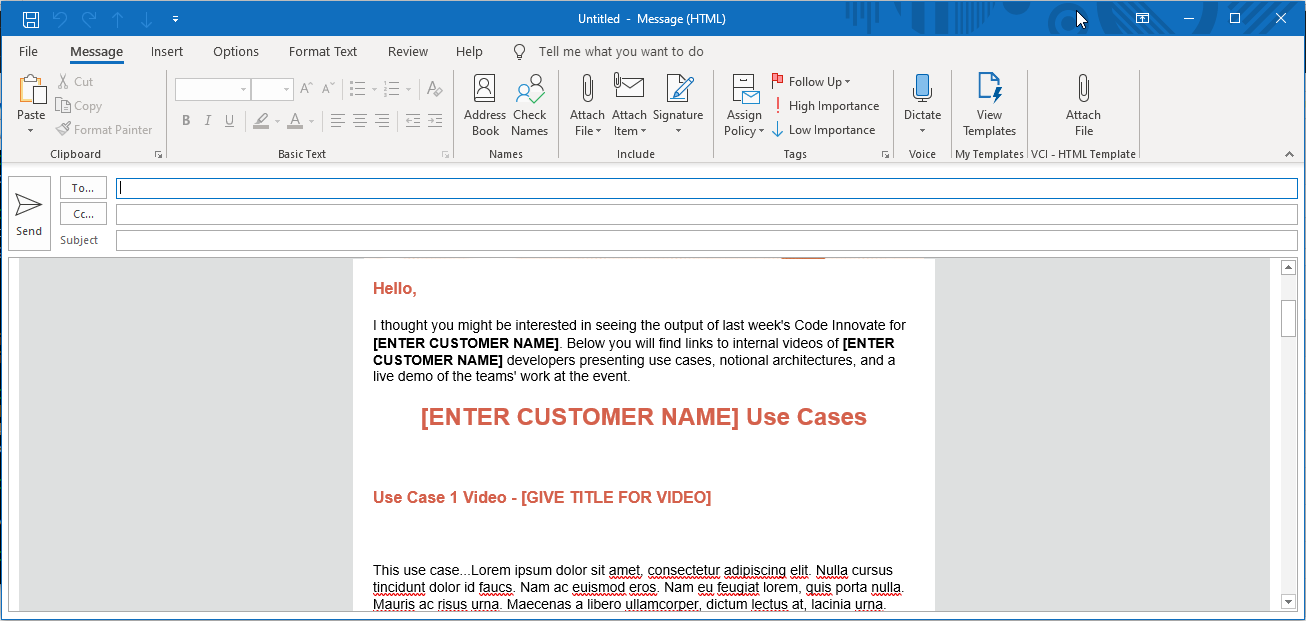 Untitled - Message (HTML)
File Message Insert Options Format Text Review Help Tell me what you want to do
Paste
Cut
Copy
Format Painter
Clipboard
B I U
Basic Text
Address Book
Check Names
Names
Attach File
Attach Item
Signature
Include
Assign Policy
Follow Up
High Importance
Low Importance
Tags
Dictate
Voice
View Templates
My Templates
Attach File
VCI - HTML Template
Send
To...
Cc...
Subject
Hello,
I thought you might be interested in seeing the output of last week's Code Innovate for
[ENTER CUSTOMER NAME]. Below you will find links to internal videos of [ENTER
CUSTOMER NAME] developers presenting use cases, notional architectures, and a
live demo of the teams' work at the event.
[ENTER CUSTOMER NAME] Use Cases
Use Case 1 Video - [GIVE TITLE FOR VIDEO]
This use case...Lorem ipsum dolor sit amet, consectetur adipiscing elit. Nulla cursus
tincidunt dolor id faucs. Nam ac euismod eros. Nam eu feugiat lorem, quis porta nulla.
Mauris ac risus urna. Maecenas a libero ullamcorper, dictum lectus at, lacinia urna.